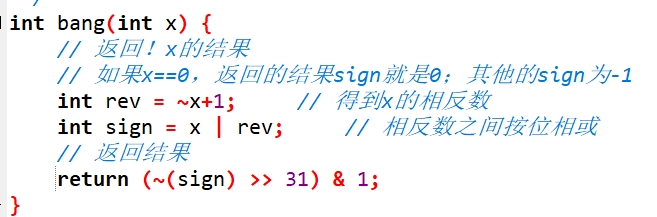 int bang(int x) {
// 返回！x的结果
// 如果x==0，返回的结果sign就是0；其他的sign为-1
int rev = ~x+1; // 得到x的相反数
int sign = x | rev; // 相反数之间按位相或
// 返回结果
return (~(sign) >> 31) & 1;
}